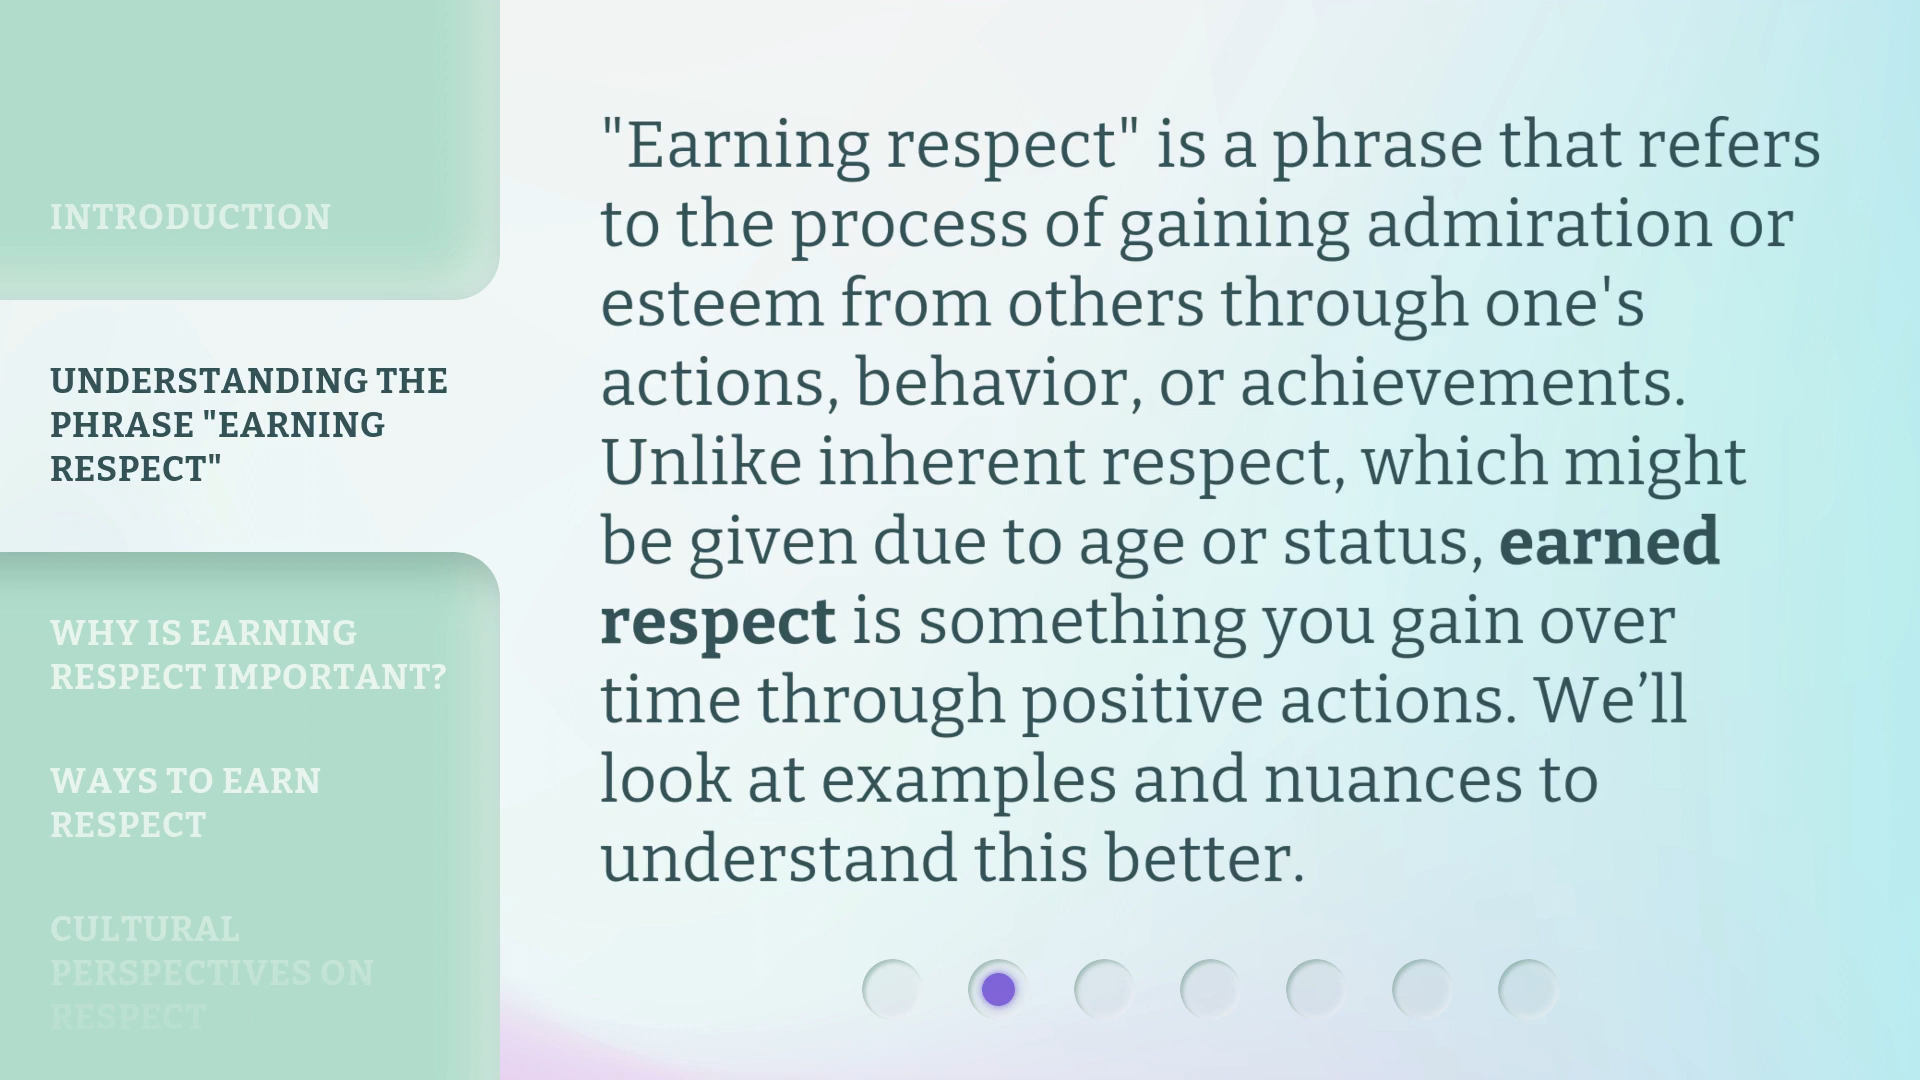 INTRODUCTION
UNDERSTANDING THE
PHRASE "EARNING
RESPECT"
WHY IS EARNING
RESPECT IMPORTANT?
WAYS TO EARN
RESPECT
CULTURAL
PERSPECTIVES ON
RESPECT
"Earning respect" is a phrase that refers
to the process of gaining admiration or
esteem from others through one's
actions, behavior, or achievements.
Unlike inherent respect, which might
be given due to age or status, earned
respect is something you gain over
time through positive actions. We’ll
look at examples and nuances to
understand this better.